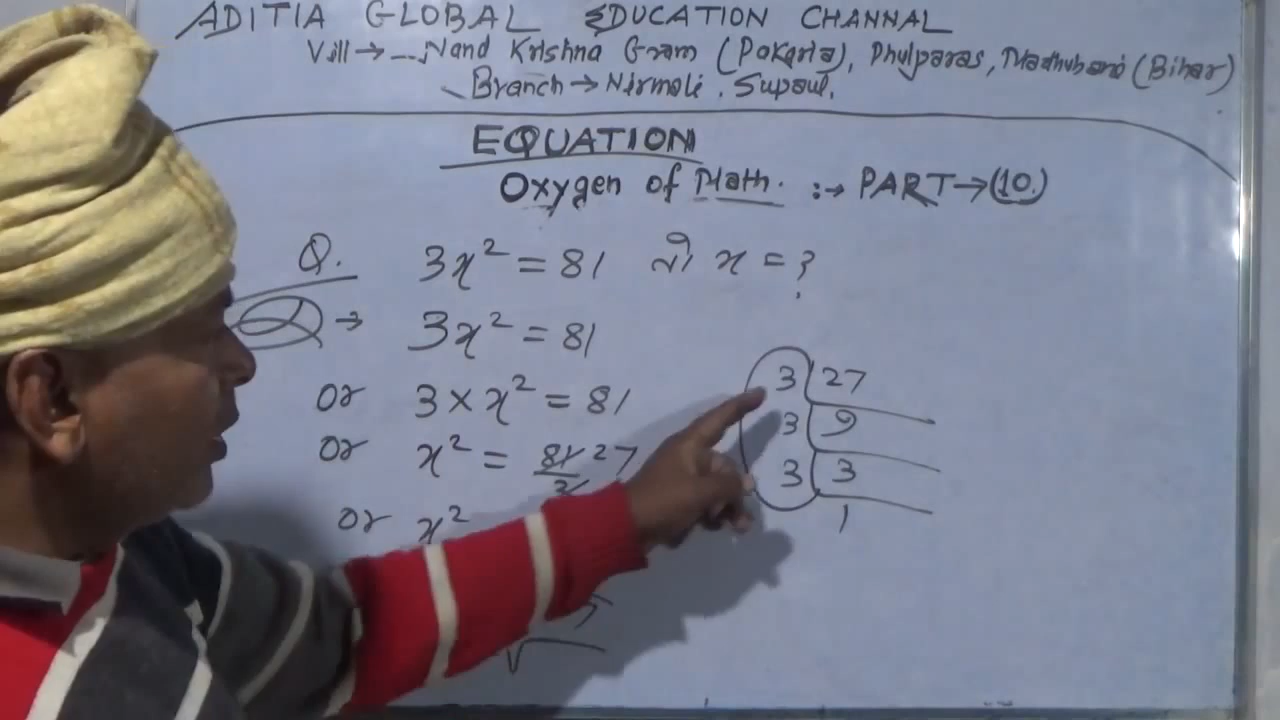 ADITIA GLOBAL EDUCATION CHANNAL
Vill → Nand Krishna Gram (Pokaria), Phulparas, Madhubani (Bihar)
Branch → Nirmali, Supaul.
EQUATION
Oxygen of Math. :→ PART → (10.)
Q. 3x² = 81 तो x = ?
→ 3x² = 81
or 3 × x² = 81
or x² = 81/3 27
or x²
√
3 | 27
3 | 9
3 | 3
1